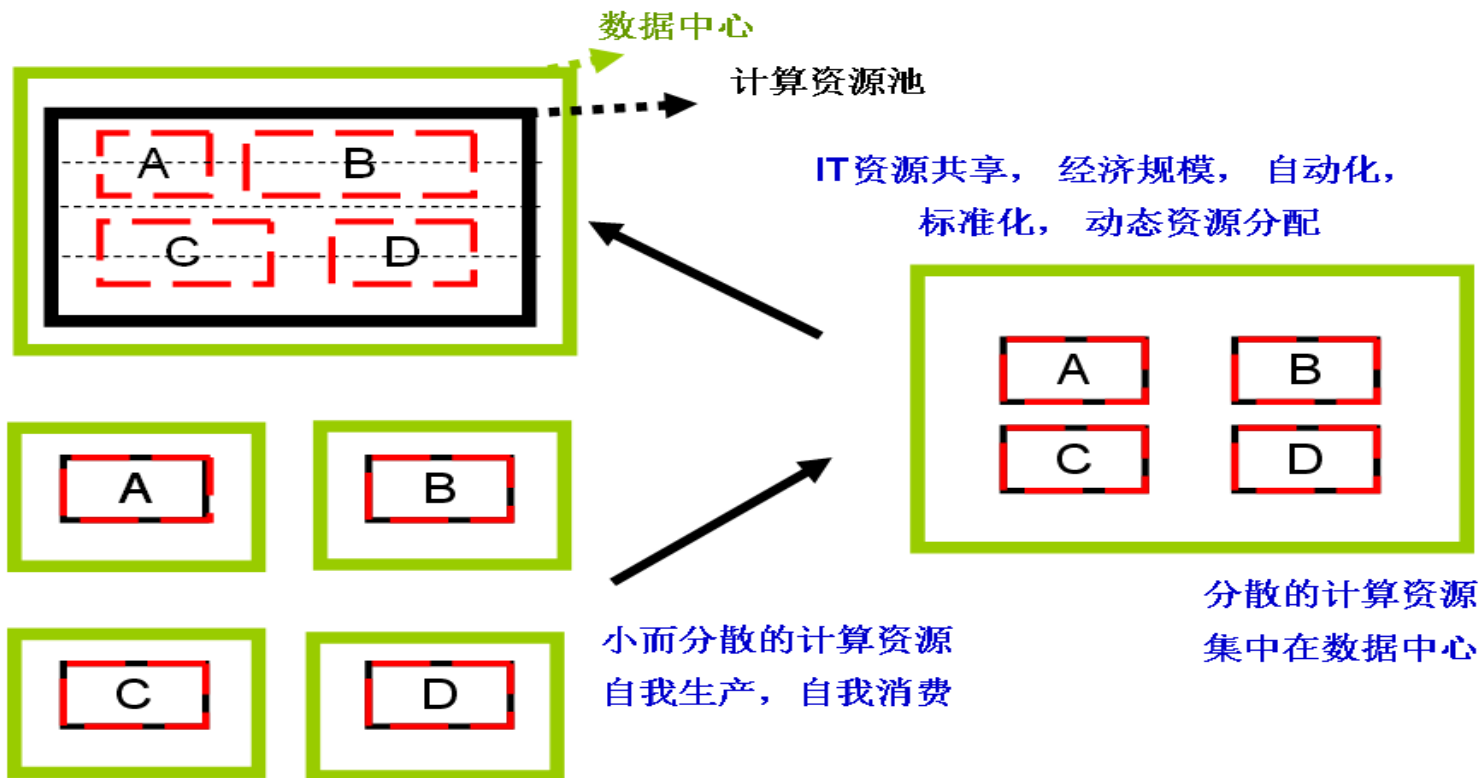 数据中心
计算资源池
A
B
C
D
IT资源共享， 经济规模， 自动化，
标准化， 动态资源分配
A
B
C
D
A
B
C
D
小而分散的计算资源
自我生产， 自我消费
分散的计算资源
集中在数据中心